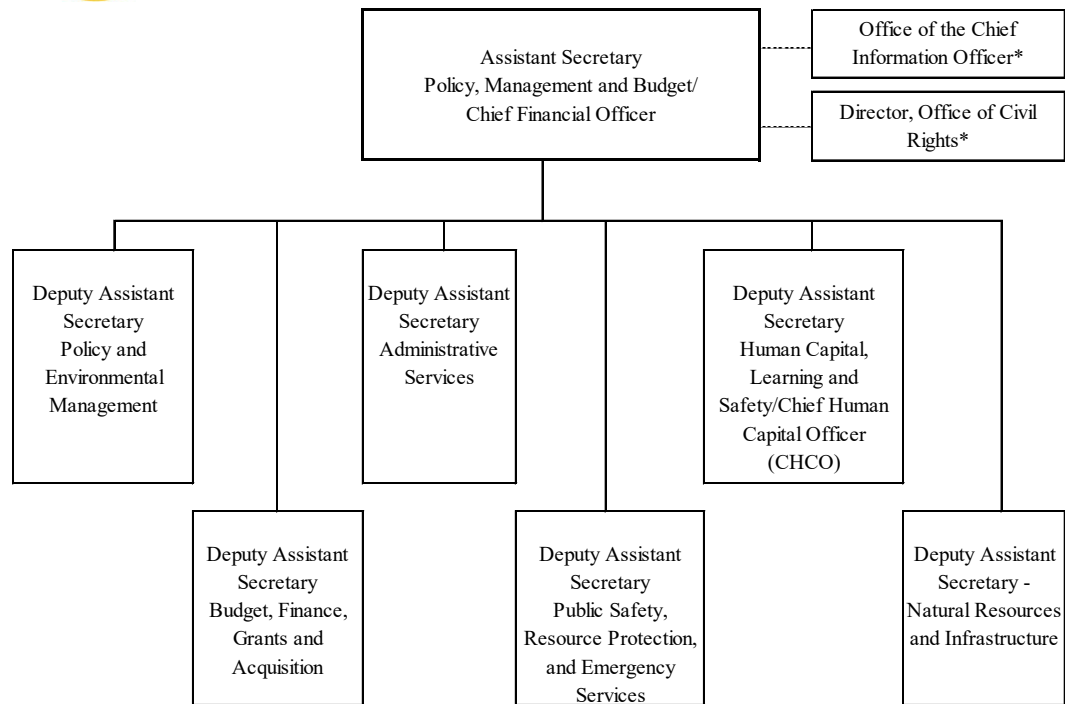 Assistant Secretary
Policy, Management and Budget/
Chief Financial Officer
Office of the Chief
Information Officer*
Director, Office of Civil
Rights*
Deputy Assistant
Secretary
Policy and
Environmental
Management
Deputy Assistant
Secretary
Administrative
Services
Deputy Assistant
Secretary
Human Capital,
Learning and
Safety/Chief Human
Capital Officer
(CHCO)
Deputy Assistant
Secretary
Budget, Finance,
Grants and
Acquisition
Deputy Assistant
Secretary
Public Safety,
Resource Protection,
and Emergency
Services
Deputy Assistant
Secretary -
Natural Resources
and Infrastructure